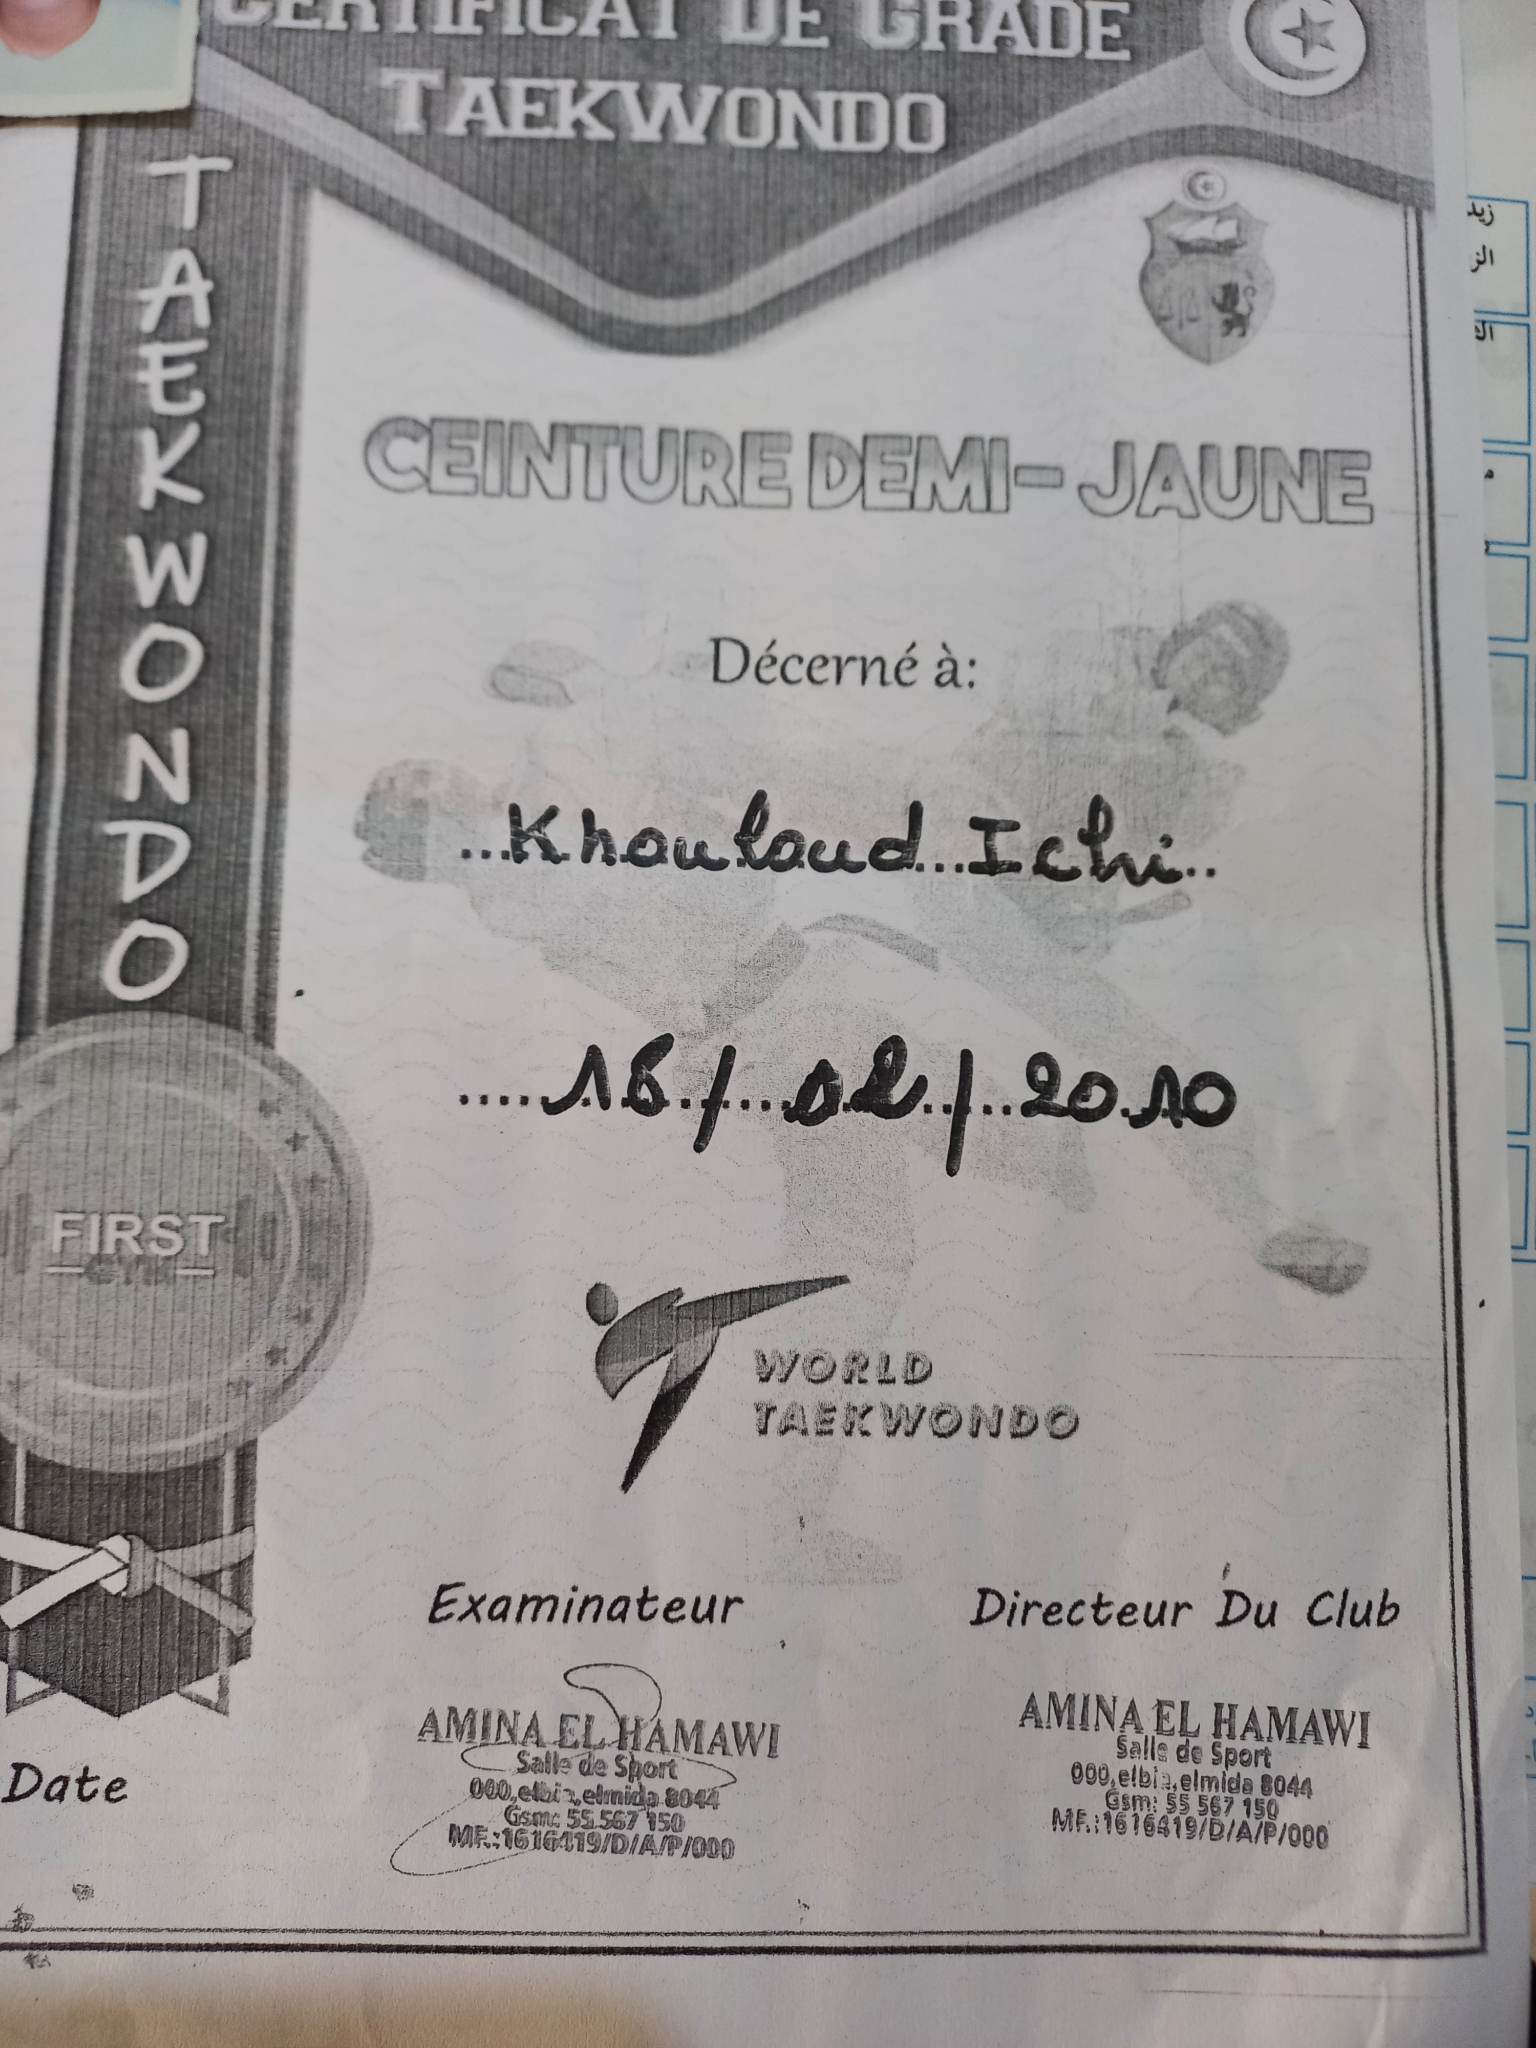 CERTIFICAT DE GRADE
TAEKWONDO
TAEKWONDO
CEINTURE DEMI-JAUNE
Décerné à:
Khouloud Ichi
16/02/2010
FIRST
GYM
WORLD
TAEKWONDO
Examinateur
Directeur Du Club
AMINA EL HAMAWI
Salle de Sport
000,elbia,elmida 8044
Gsm: 55 567 150
MF.:1616419/D/A/P/000
AMINA EL HAMAWI
Salle de Sport
000,elbia,elmida 8044
Gsm: 55 567 150
MF.:1616419/D/A/P/000
Date